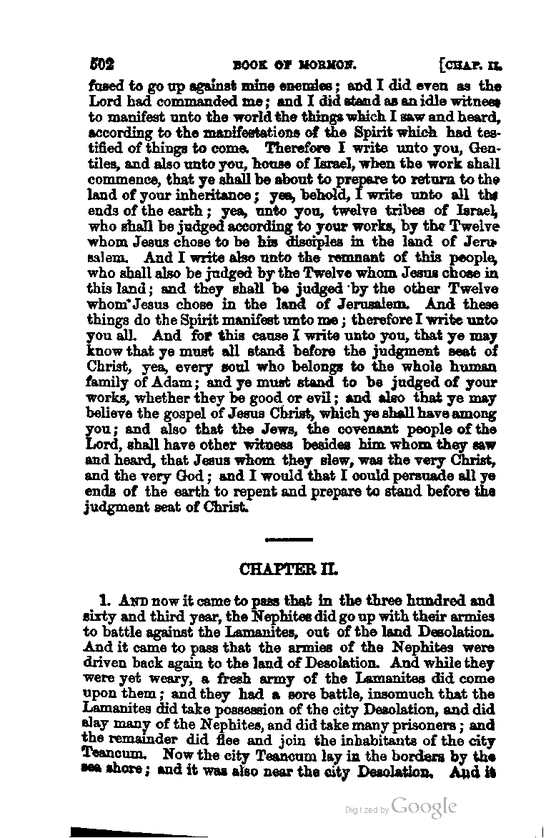 502 BOOK OF MORMON. [CHAP. II.
fused to go up against mine enemies; and I did even as the
Lord had commanded me; and I did stand as an idle witness
to manifest unto the world the things which I saw and heard,
according to the manifestations of the Spirit which had tes-
tified of things to come. Therefore I write unto you, Gen-
tiles, and also unto you, house of Israel, when the work shall
commence, that ye shall be about to prepare to return to the
land of your inheritance; yea, behold, I write unto all the
ends of the earth; yea, unto you, twelve tribes of Israel,
who shall be judged according to your works, by the Twelve
whom Jesus chose to be his disciples in the land of Jeru-
salem. And I write also unto the remnant of this people,
who shall also be judged by the Twelve whom Jesus chose in
this land; and they shall be judged by the other Twelve
whom Jesus chose in the land of Jerusalem. And these
things do the Spirit manifest unto me; therefore I write unto
you all. And for this cause I write unto you, that ye may
know that ye must all stand before the judgment seat of
Christ, yea, every soul who belongs to the whole human
family of Adam; and ye must stand to be judged of your
works, whether they be good or evil; and also that ye may
believe the gospel of Jesus Christ, which ye shall have among
you; and also that the Jews, the covenant people of the
Lord, shall have other witness besides him whom they saw
and heard, that Jesus whom they slew, was the very Christ,
and the very God; and I would that I could persuade all ye
ends of the earth to repent and prepare to stand before the
judgment seat of Christ.
CHAPTER II.
1. AND now it came to pass that in the three hundred and
sixty and third year, the Nephites did go up with their armies
to battle against the Lamanites, out of the land Desolation.
And it came to pass that the armies of the Nephites were
driven back again to the land of Desolation. And while they
were yet weary, a fresh army of the Lamanites did come
upon them; and they had a sore battle, insomuch that the
Lamanites did take possession of the city Desolation, and did
slay many of the Nephites, and did take many prisoners; and
the remainder did flee and join the inhabitants of the city
Teancum. Now the city Teancum lay in the borders by the
sea shore; and it was also near the city Desolation. And it
Digitized by Google